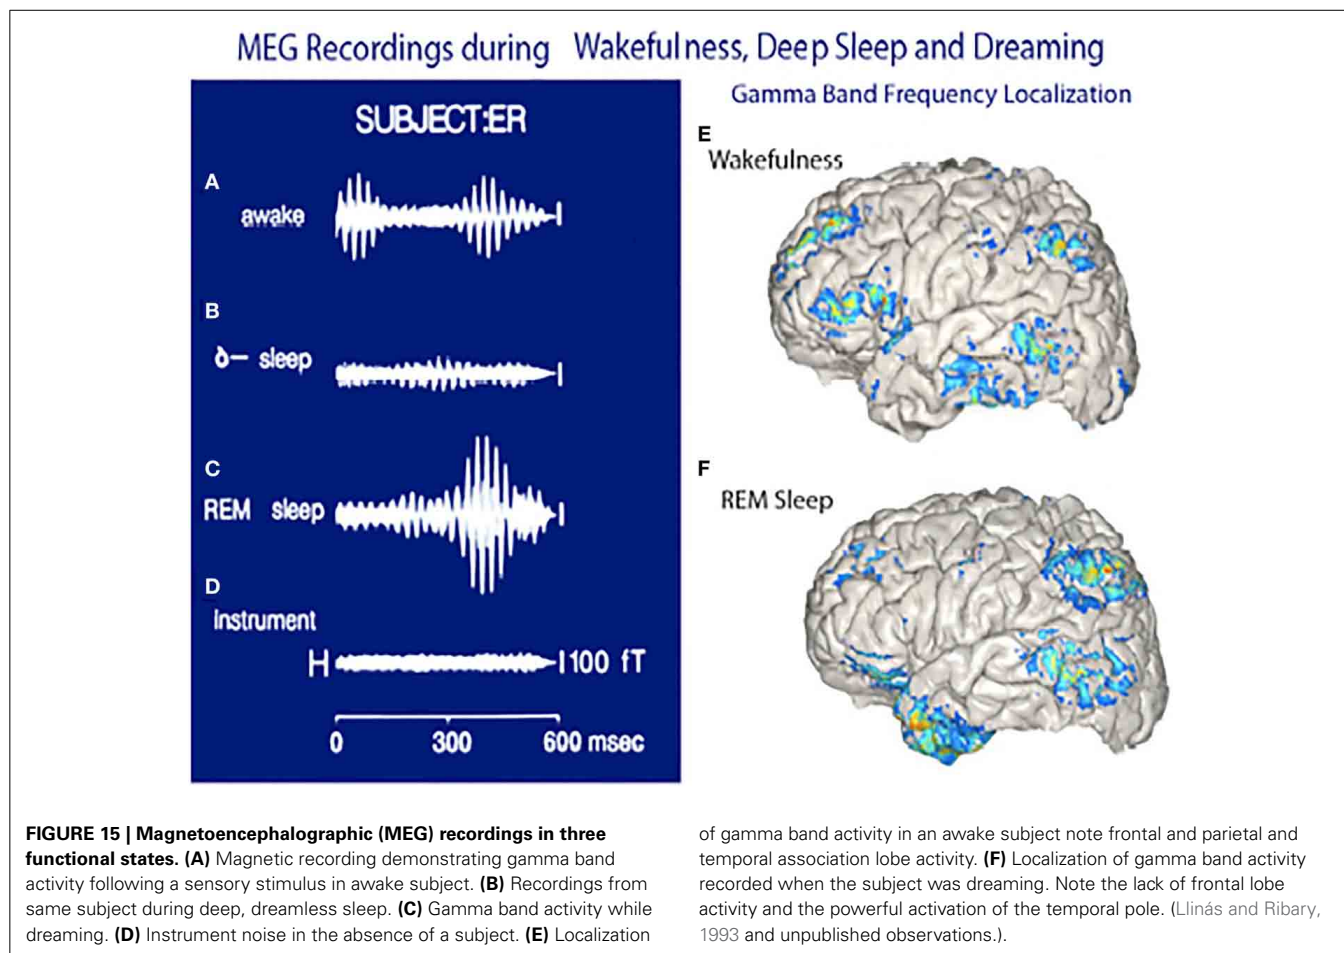 MEG Recordings during Wakefulness, Deep Sleep and Dreaming
SUBJECT:ER
A
awake
B
δ– sleep
C
REM sleep
D
instrument
H
100 fT
0 300 600 msec
Gamma Band Frequency Localization
E
Wakefulness
F
REM Sleep
FIGURE 15 | Magnetoencephalographic (MEG) recordings in three
functional states. (A) Magnetic recording demonstrating gamma band
activity following a sensory stimulus in awake subject. (B) Recordings from
same subject during deep, dreamless sleep. (C) Gamma band activity while
dreaming. (D) Instrument noise in the absence of a subject. (E) Localization
of gamma band activity in an awake subject note frontal and parietal and
temporal association lobe activity. (F) Localization of gamma band activity
recorded when the subject was dreaming. Note the lack of frontal lobe
activity and the powerful activation of the temporal pole. (Llinás and Ribary,
1993 and unpublished observations.).